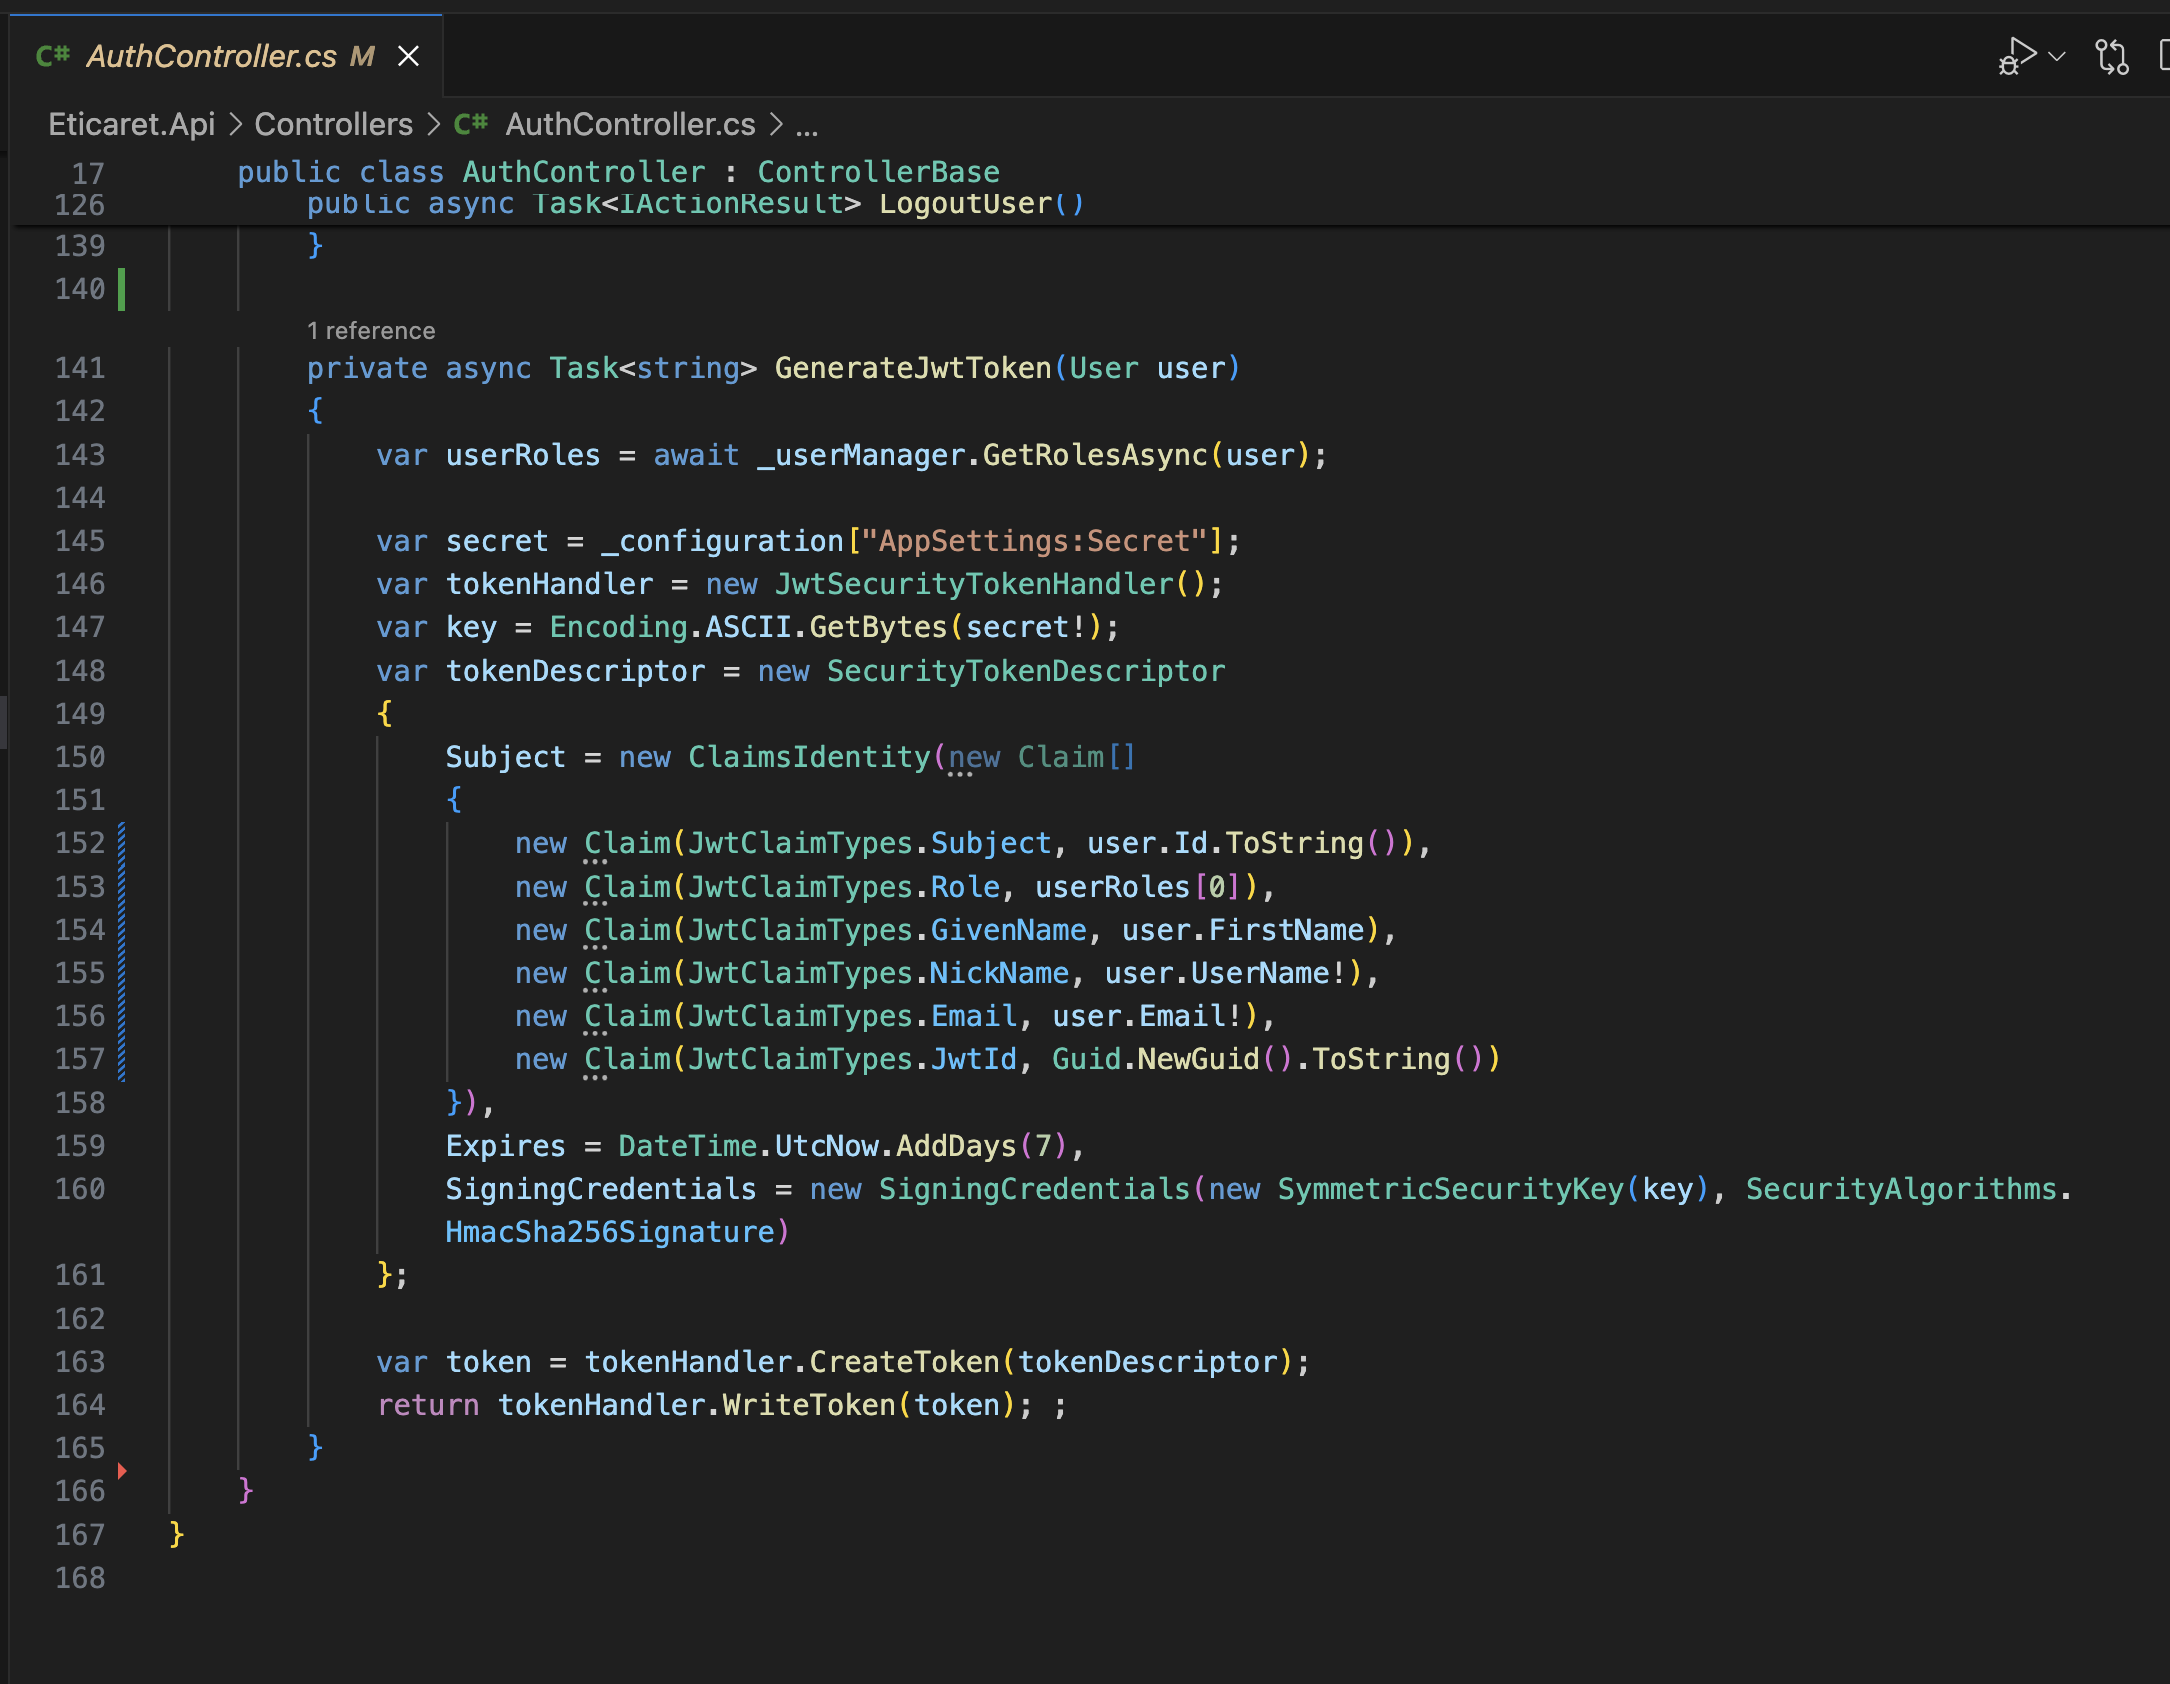 C# AuthController.cs M
Eticaret.Api > Controllers > C# AuthController.cs > ...
17 public class AuthController : ControllerBase
126 public async Task<IActionResult> LogoutUser()
139 }
140
1 reference
141 private async Task<string> GenerateJwtToken(User user)
142 {
143 var userRoles = await _userManager.GetRolesAsync(user);
144
145 var secret = _configuration["AppSettings:Secret"];
146 var tokenHandler = new JwtSecurityTokenHandler();
147 var key = Encoding.ASCII.GetBytes(secret!);
148 var tokenDescriptor = new SecurityTokenDescriptor
149 {
150 Subject = new ClaimsIdentity(new Claim[]
151 {
152 new Claim(JwtClaimTypes.Subject, user.Id.ToString()),
153 new Claim(JwtClaimTypes.Role, userRoles[0]),
154 new Claim(JwtClaimTypes.GivenName, user.FirstName),
155 new Claim(JwtClaimTypes.NickName, user.UserName!),
156 new Claim(JwtClaimTypes.Email, user.Email!),
157 new Claim(JwtClaimTypes.JwtId, Guid.NewGuid().ToString())
158 }),
159 Expires = DateTime.UtcNow.AddDays(7),
160 SigningCredentials = new SigningCredentials(new SymmetricSecurityKey(key), SecurityAlgorithms.
HmacSha256Signature)
161 };
162
163 var token = tokenHandler.CreateToken(tokenDescriptor);
164 return tokenHandler.WriteToken(token); ;
165 }
166 }
167 }
168